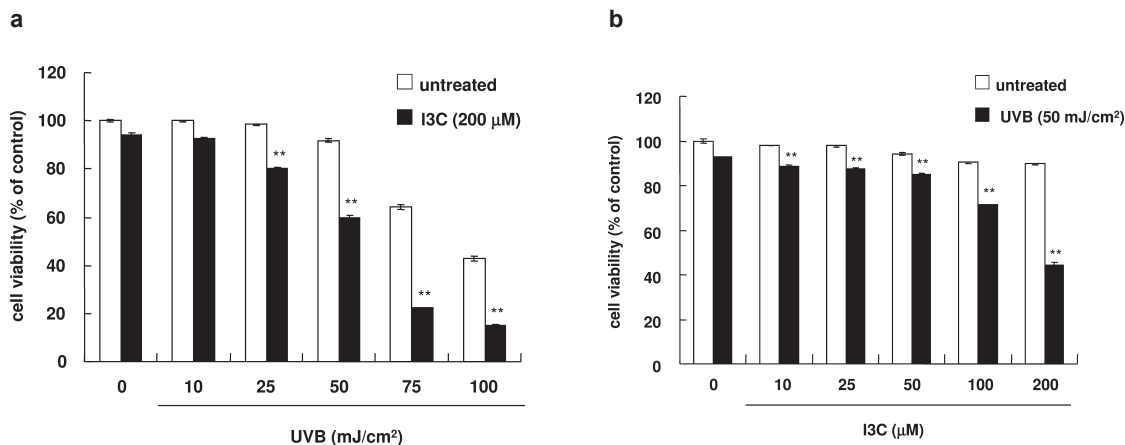 a
cell viability (% of control)
120
100
80
60
40
20
0
untreated
I3C (200 μM)
**
**
**
**
0 10 25 50 75 100
UVB (mJ/cm²)
b
cell viability (% of control)
120
100
80
60
40
20
0
untreated
UVB (50 mJ/cm²)
**
**
**
**
**
0 10 25 50 100 200
I3C (μM)